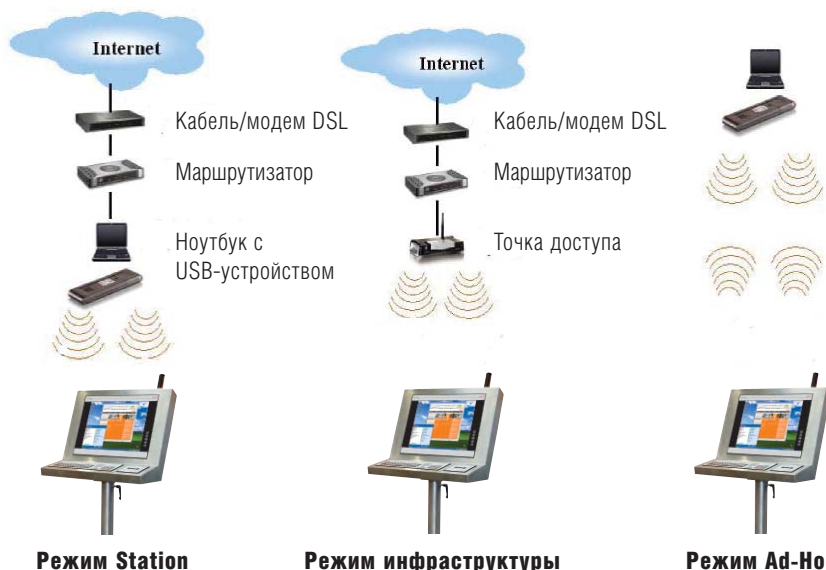 Internet
Кабель/модем DSL
Маршрутизатор
Ноутбук с
USB-устройством
Режим Station
Internet
Кабель/модем DSL
Маршрутизатор
Точка доступа
Режим инфраструктуры
Режим Ad-Ho